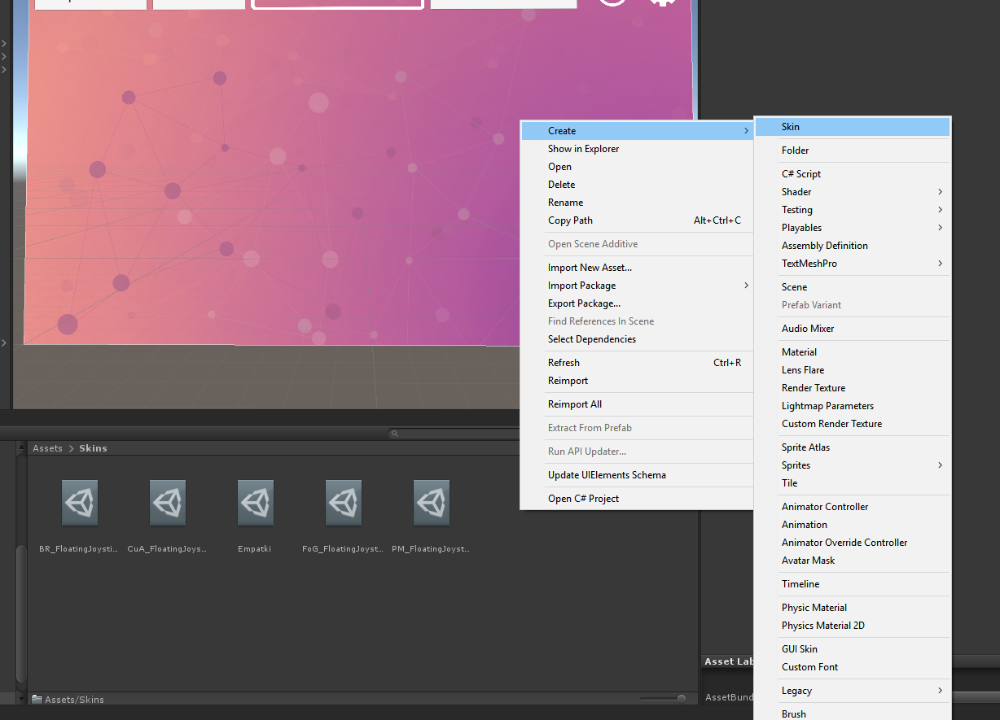 Create
Show in Explorer
Open
Delete
Rename
Copy Path Alt+Ctrl+C
Open Scene Additive
Import New Asset...
Import Package
Export Package...
Find References In Scene
Select Dependencies
Refresh Ctrl+R
Reimport
Reimport All
Extract From Prefab
Run API Updater...
Update UIElements Schema
Open C# Project
Skin
Folder
C# Script
Shader
Testing
Playables
Assembly Definition
TextMeshPro
Scene
Prefab Variant
Audio Mixer
Material
Lens Flare
Render Texture
Lightmap Parameters
Custom Render Texture
Sprite Atlas
Sprites
Tile
Animator Controller
Animation
Animator Override Controller
Avatar Mask
Timeline
Physic Material
Physics Material 2D
GUI Skin
Custom Font
Legacy
Brush
Assets > Skins
BR_FloatingJoysti...
CuA_FloatingJoys...
Empatki
FoG_FloatingJoyst...
PM_FloatingJoyst...
Assets/Skins
Asset Lab
AssetBund